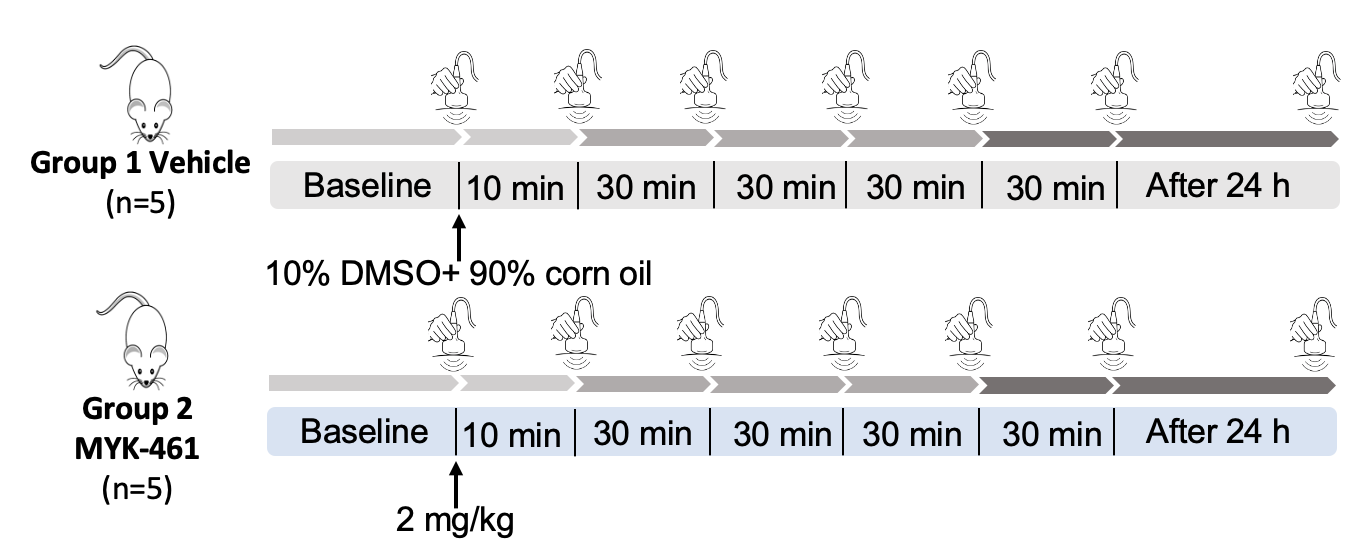 Group 1 Vehicle
(n=5)
Baseline 10 min 30 min 30 min 30 min 30 min After 24 h
10% DMSO+ 90% corn oil
Group 2
MYK-461
(n=5)
Baseline 10 min 30 min 30 min 30 min 30 min After 24 h
2 mg/kg